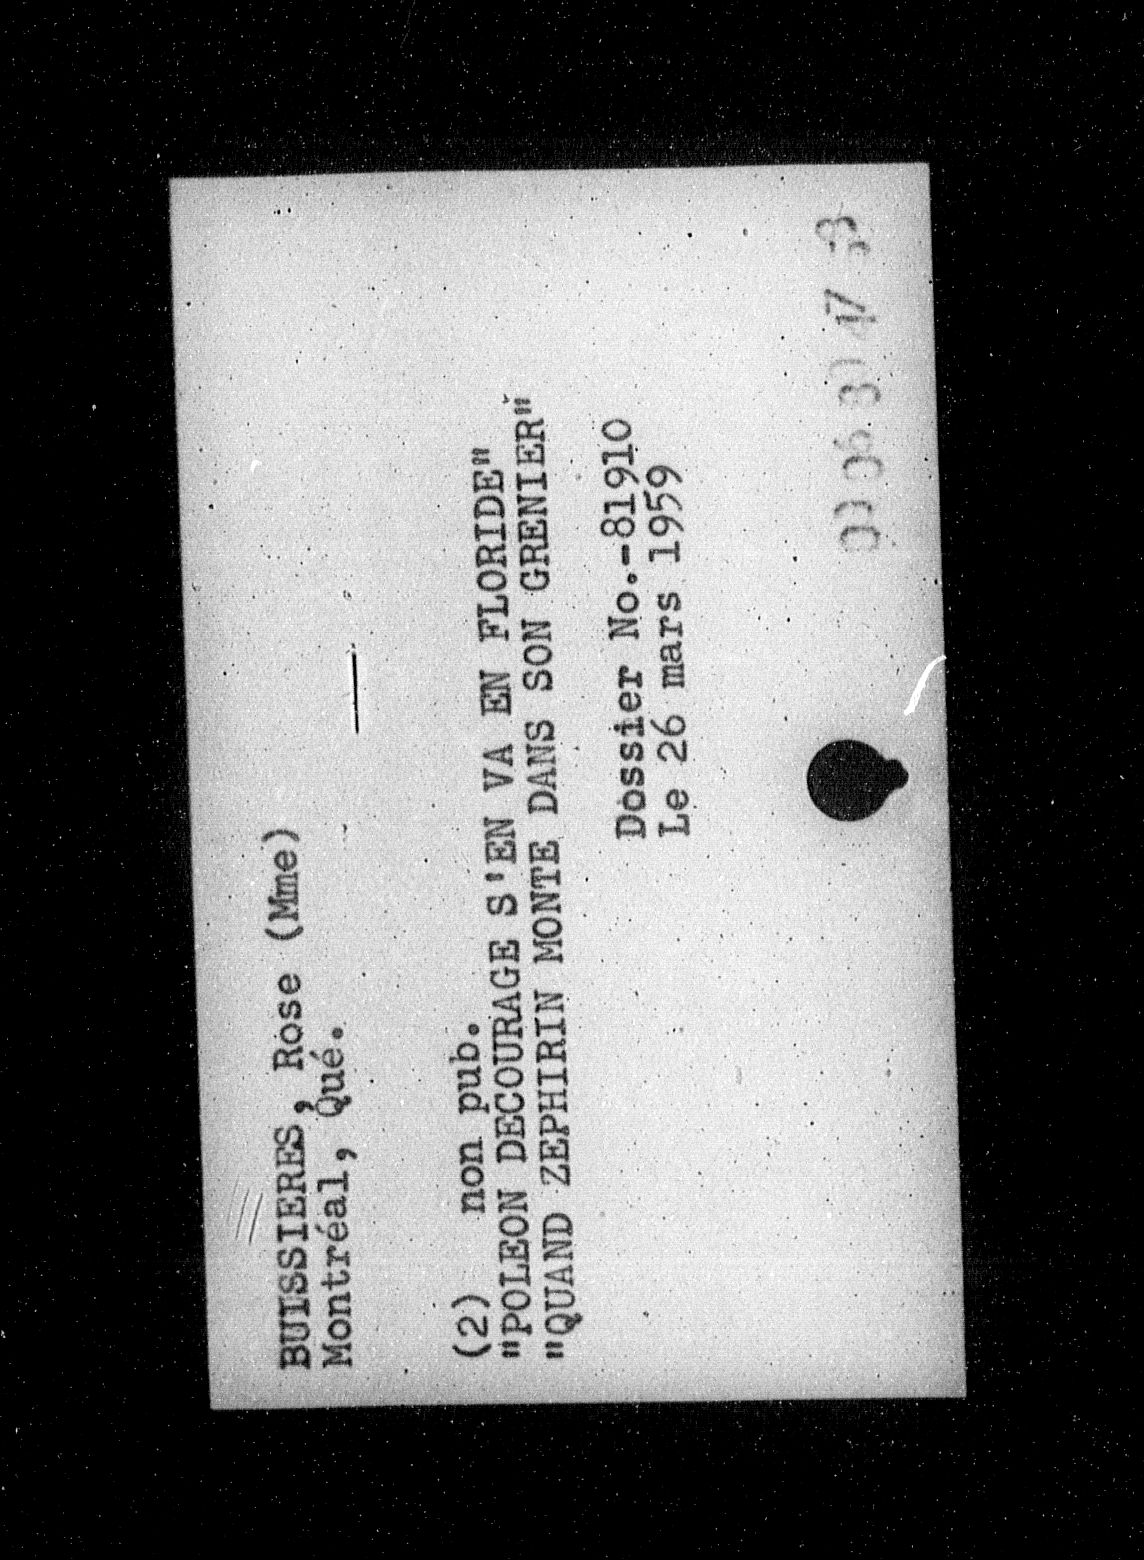 BUISSIERES, Rose (Mme)
Montréal, Qué.
(2) non pub.
"POLEON DECOURAGE S'EN VA EN FLORIDE"
"QUAND ZEPHIRIN MONTE DANS SON GRENIER"
Dossier No.-81910
Le 26 mars 1959